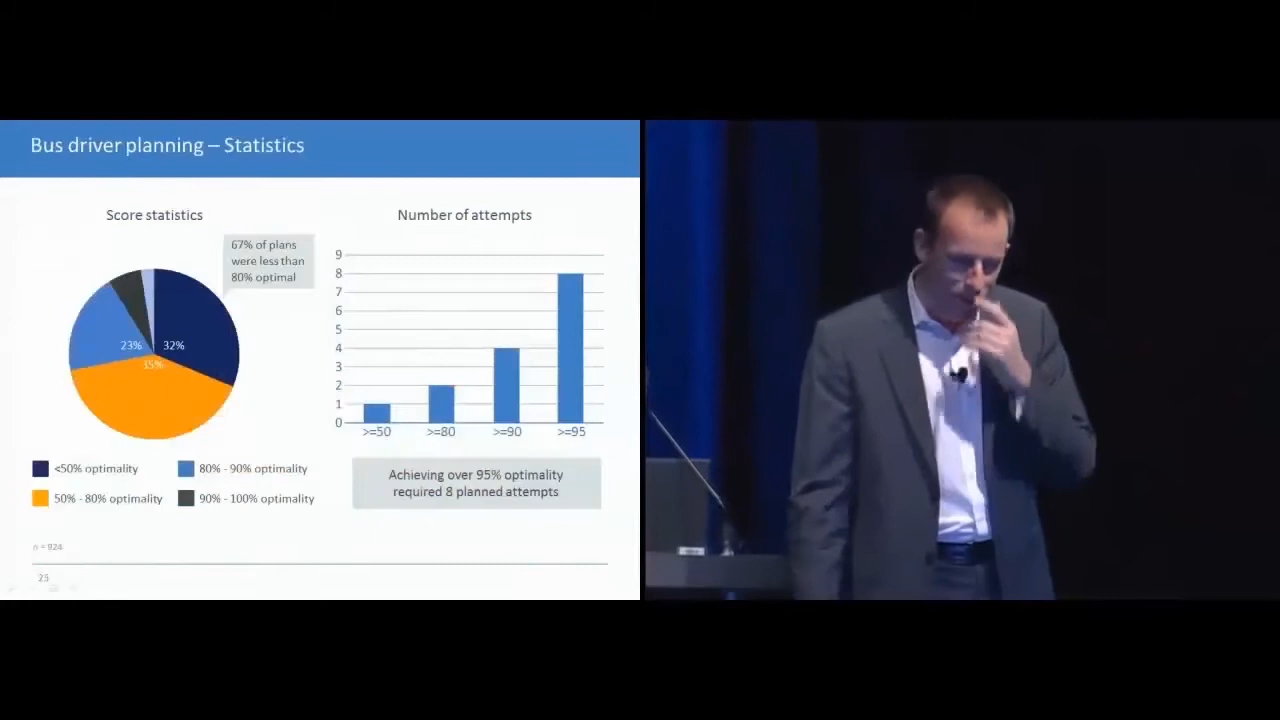 Bus driver planning – Statistics
Score statistics
67% of plans
were less than
80% optimal
23%
32%
35%
<50% optimality
80% - 90% optimality
50% - 80% optimality
90% - 100% optimality
Number of attempts
9
8
7
6
5
4
3
2
1
0
>=50
>=80
>=90
>=95
Achieving over 95% optimality
required 8 planned attempts
n = 924
25